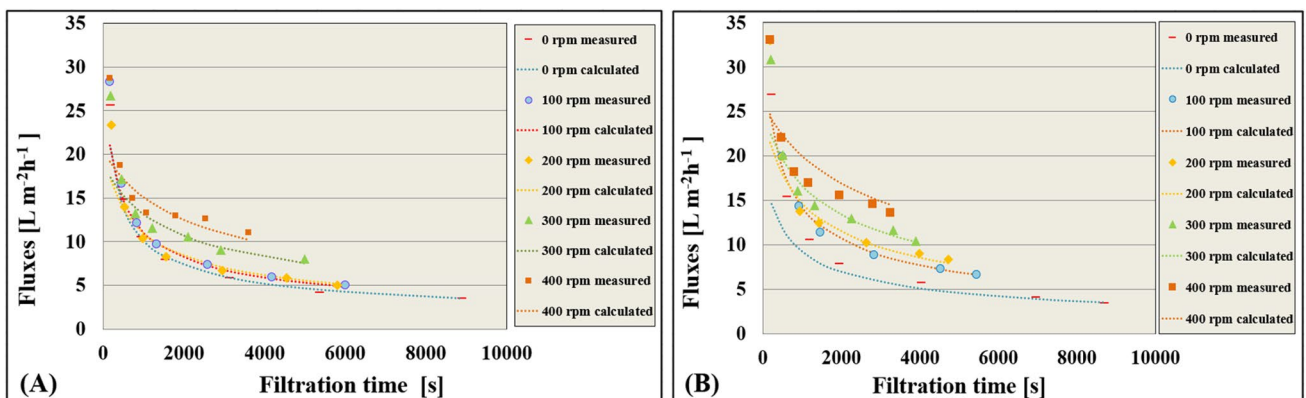 35
30
25
20
15
10
5
0
0 2000 4000 6000 8000 10000
Fluxes [L m⁻²h⁻¹]
Filtration time [s]
(A)
0 rpm measured
0 rpm calculated
100 rpm measured
100 rpm calculated
200 rpm measured
200 rpm calculated
300 rpm measured
300 rpm calculated
400 rpm measured
400 rpm calculated
35
30
25
20
15
10
5
0
0 2000 4000 6000 8000 10000
Fluxes [L m⁻²h⁻¹]
Filtration time [s]
(B)
0 rpm measured
0 rpm calculated
100 rpm measured
100 rpm calculated
200 rpm measured
200 rpm calculated
300 rpm measured
300 rpm calculated
400 rpm measured
400 rpm calculated